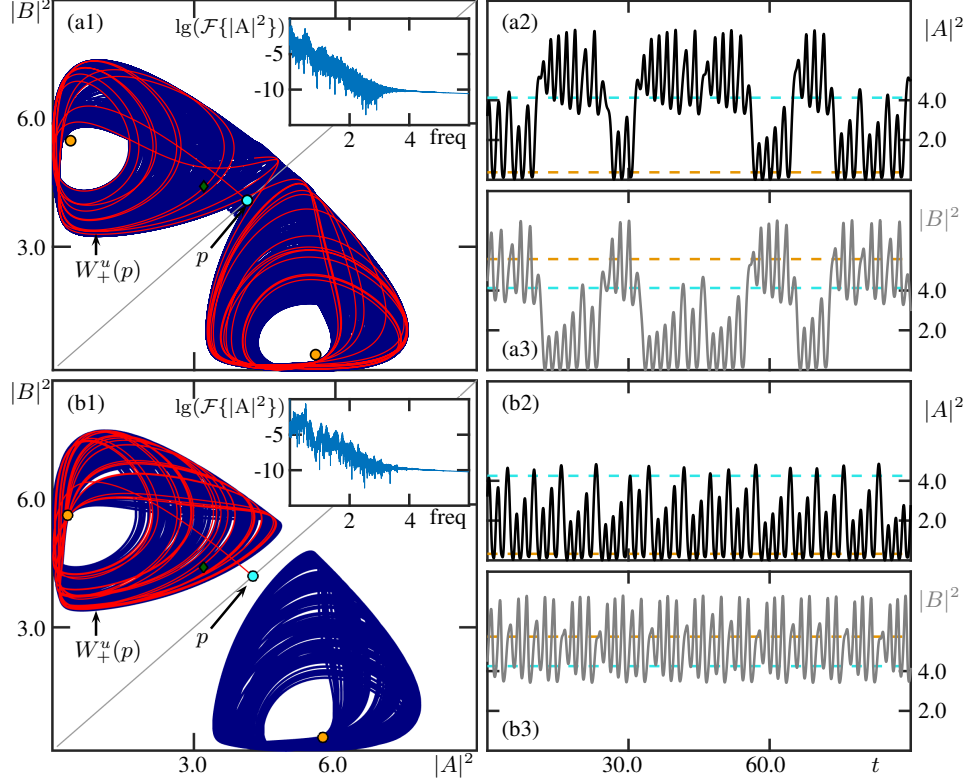 |B|²
(a1)
lg(ℱ{|A|²})
-5
-10
2
4
freq
6.0
3.0
W₊ᵘ(p)
p
(a2)
|A|²
4.0
2.0
|B|²
4.0
2.0
(a3)
|B|²
(b1)
lg(ℱ{|A|²})
-5
-10
2
4
freq
6.0
3.0
W₊ᵘ(p)
p
3.0
6.0
|A|²
(b2)
|A|²
4.0
2.0
|B|²
4.0
2.0
(b3)
30.0
60.0
t